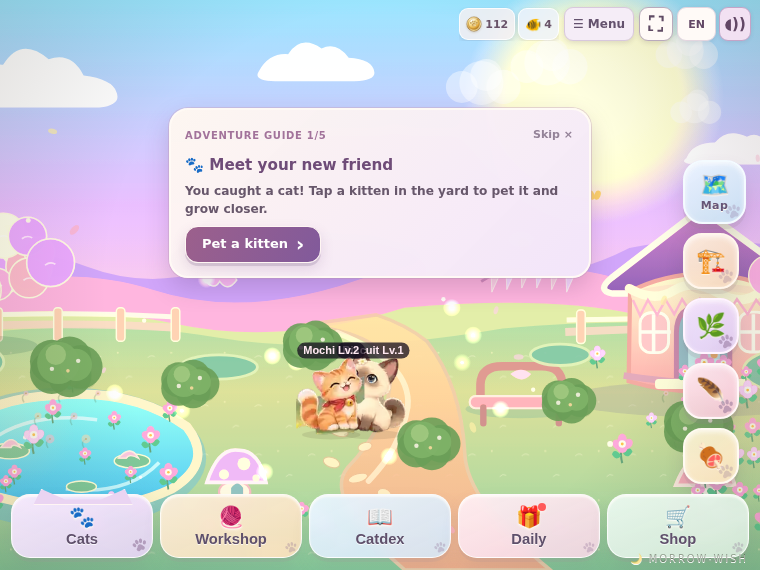 112
4
☰ Menu
EN
ADVENTURE GUIDE 1/5
Skip ×
🐾 Meet your new friend
You caught a cat! Tap a kitten in the yard to pet it and
grow closer.
Pet a kitten ›
Map
Mochi Lv.2
Lv.1
Cats
Workshop
Catdex
Daily
Shop
MORROW-WISH